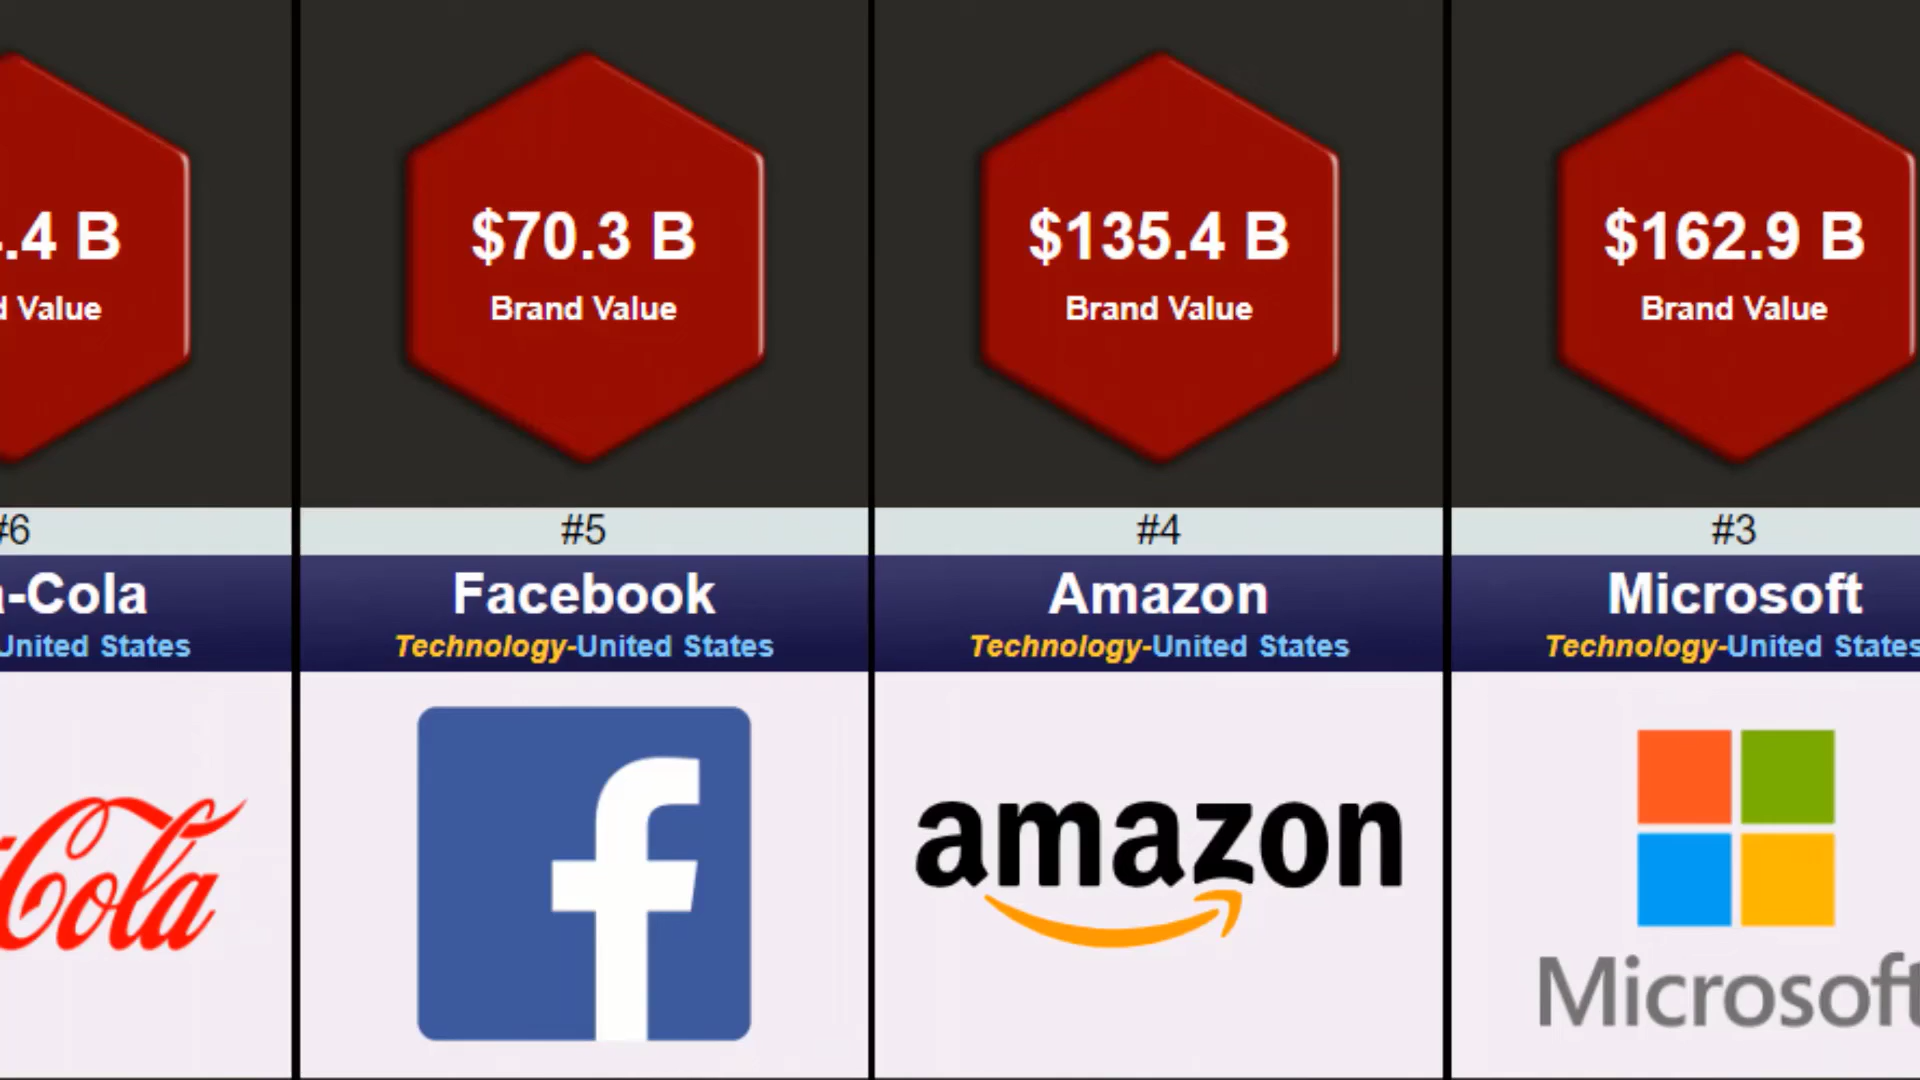 .4 B
d Value
#6
-Cola
United States
Cola
$70.3 B
Brand Value
#5
Facebook
Technology-United States
f
$135.4 B
Brand Value
#4
Amazon
Technology-United States
amazon
$162.9 B
Brand Value
#3
Microsoft
Technology-United States
Microsoft